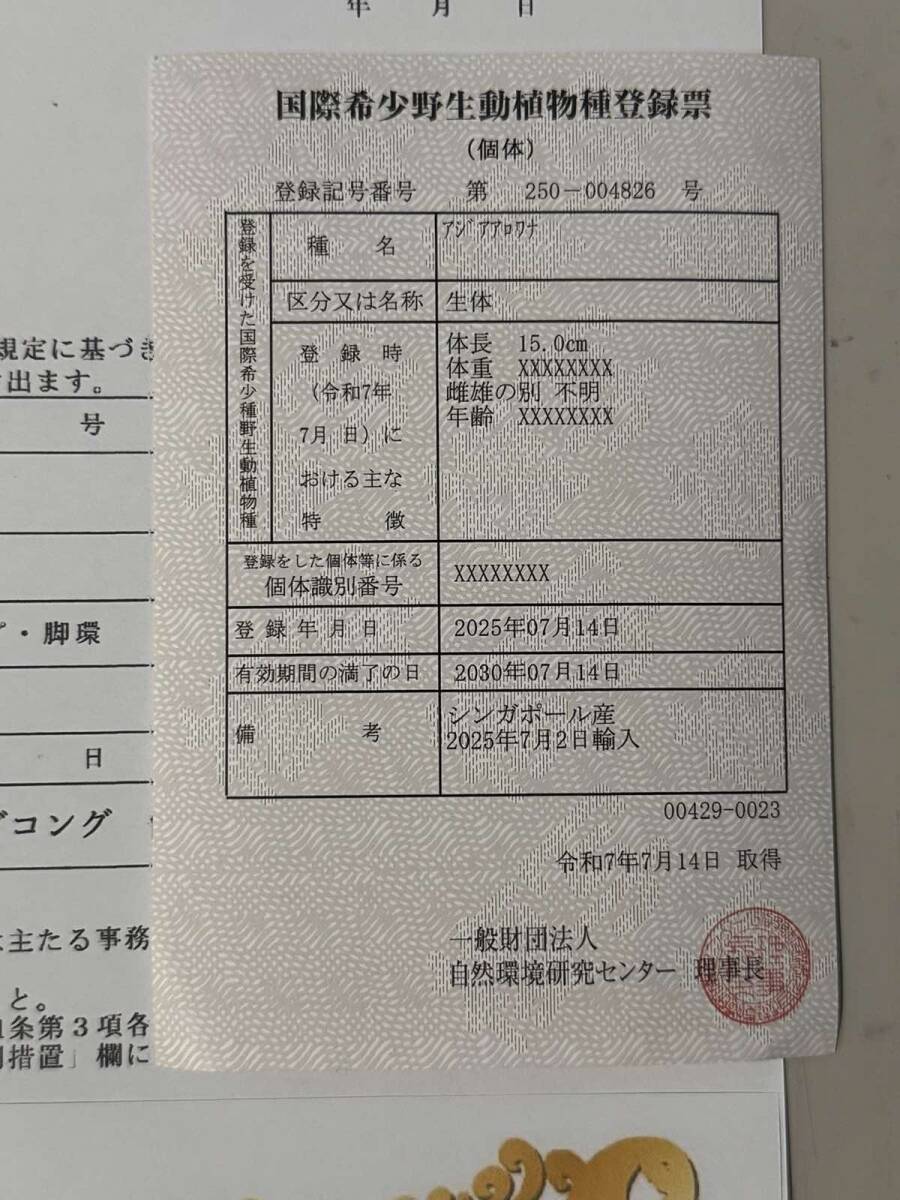 年 月 日
国際希少野生動植物種登録票
(個体)
登録記号番号 第 250-004826 号
登録を受けた国際希少種野生動植物種
種 名 アジアアロワナ
区分又は名称 生体
登録時
(令和7年
7月 日)に
おける主な
特 徴
体長 15.0cm
体重 XXXXXXXX
雌雄の別 不明
年齢 XXXXXXXX
登録をした個体等に係る
個体識別番号
XXXXXXXX
登録年月日 2025年07月14日
有効期間の満了の日 2030年07月14日
備 考
シンガポール産
2025年7月2日輸入
00429-0023
令和7年7月14日 取得
一般財団法人
自然環境研究センター 理事長
規定に基づき
出ます。
号
・脚環
日
コング
主たる事務
と。
条第3項各
措置」欄に